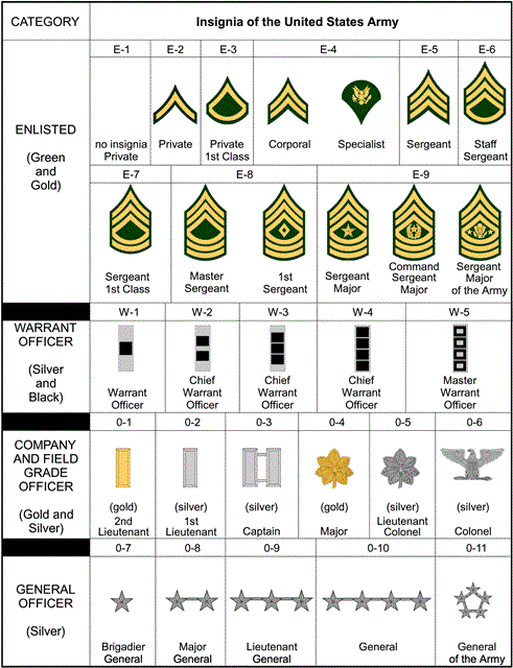 CATEGORY
Insignia of the United States Army
ENLISTED
(Green
and
Gold)
E-1
E-2
E-3
E-4
E-5
E-6
no insignia
Private
Private
Private
1st Class
Corporal
Specialist
Sergeant
Staff
Sergeant
E-7
E-8
E-9
Sergeant
1st Class
Master
Sergeant
1st
Sergeant
Sergeant
Major
Command
Sergeant
Major
Sergeant
Major
of the Army
WARRANT
OFFICER
(Silver
and
Black)
W-1
W-2
W-3
W-4
W-5
Warrant
Officer
Chief
Warrant
Officer
Chief
Warrant
Officer
Chief
Warrant
Officer
Master
Warrant
Officer
COMPANY
AND FIELD
GRADE
OFFICER
(Gold and
Silver)
0-1
0-2
0-3
0-4
0-5
0-6
(gold)
2nd
Lieutenant
(silver)
1st
Lieutenant
(silver)
Captain
(gold)
Major
(silver)
Lieutenant
Colonel
(silver)
Colonel
GENERAL
OFFICER
(Silver)
0-7
0-8
0-9
0-10
0-11
Brigadier
General
Major
General
Lieutenant
General
General
General
of the Army